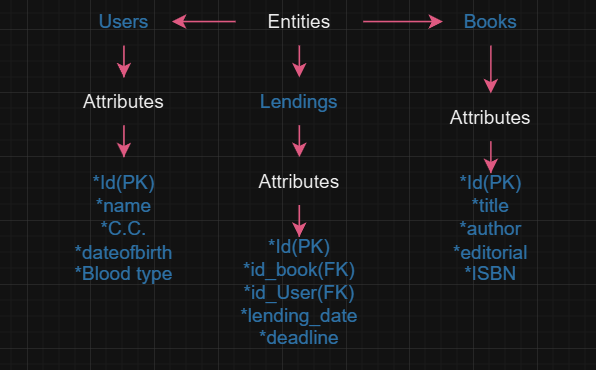 Users
Entities
Books
Attributes
Lendings
Attributes
Attributes
*Id(PK)
*name
*C.C.
*dateofbirth
*Blood type
*Id(PK)
*id_book(FK)
*id_User(FK)
*lending_date
*deadline
*Id(PK)
*title
*author
*editorial
*ISBN